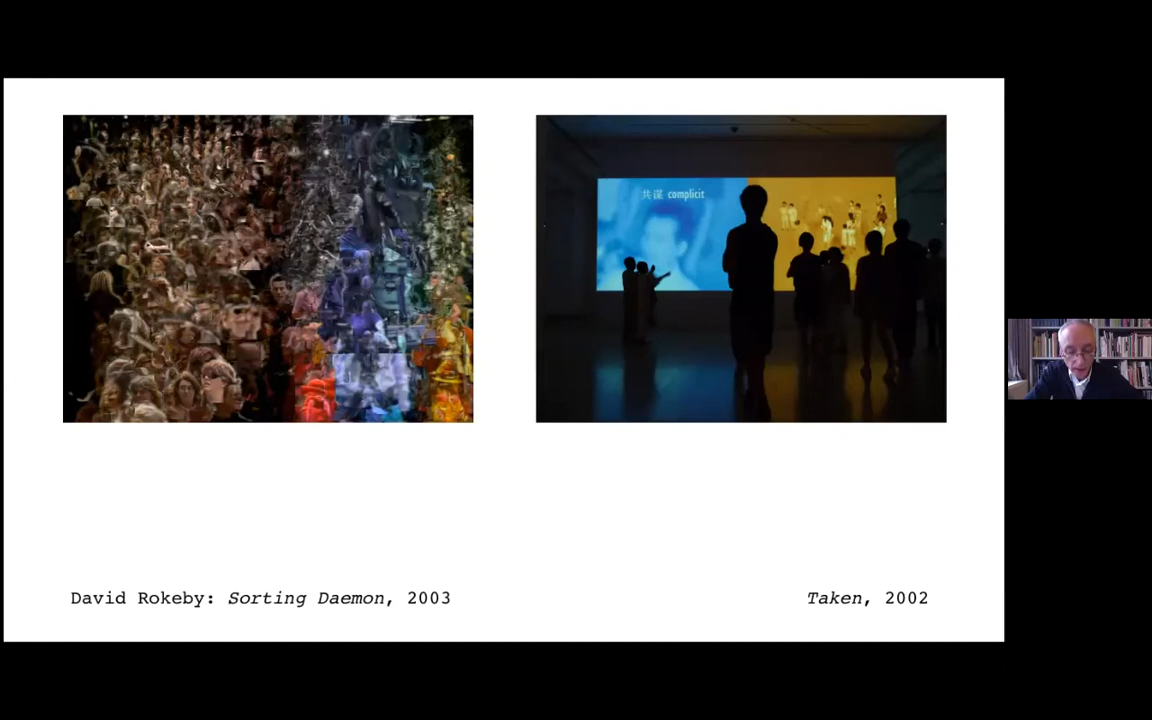 共谋 complicit
David Rokeby: Sorting Daemon, 2003
Taken, 2002